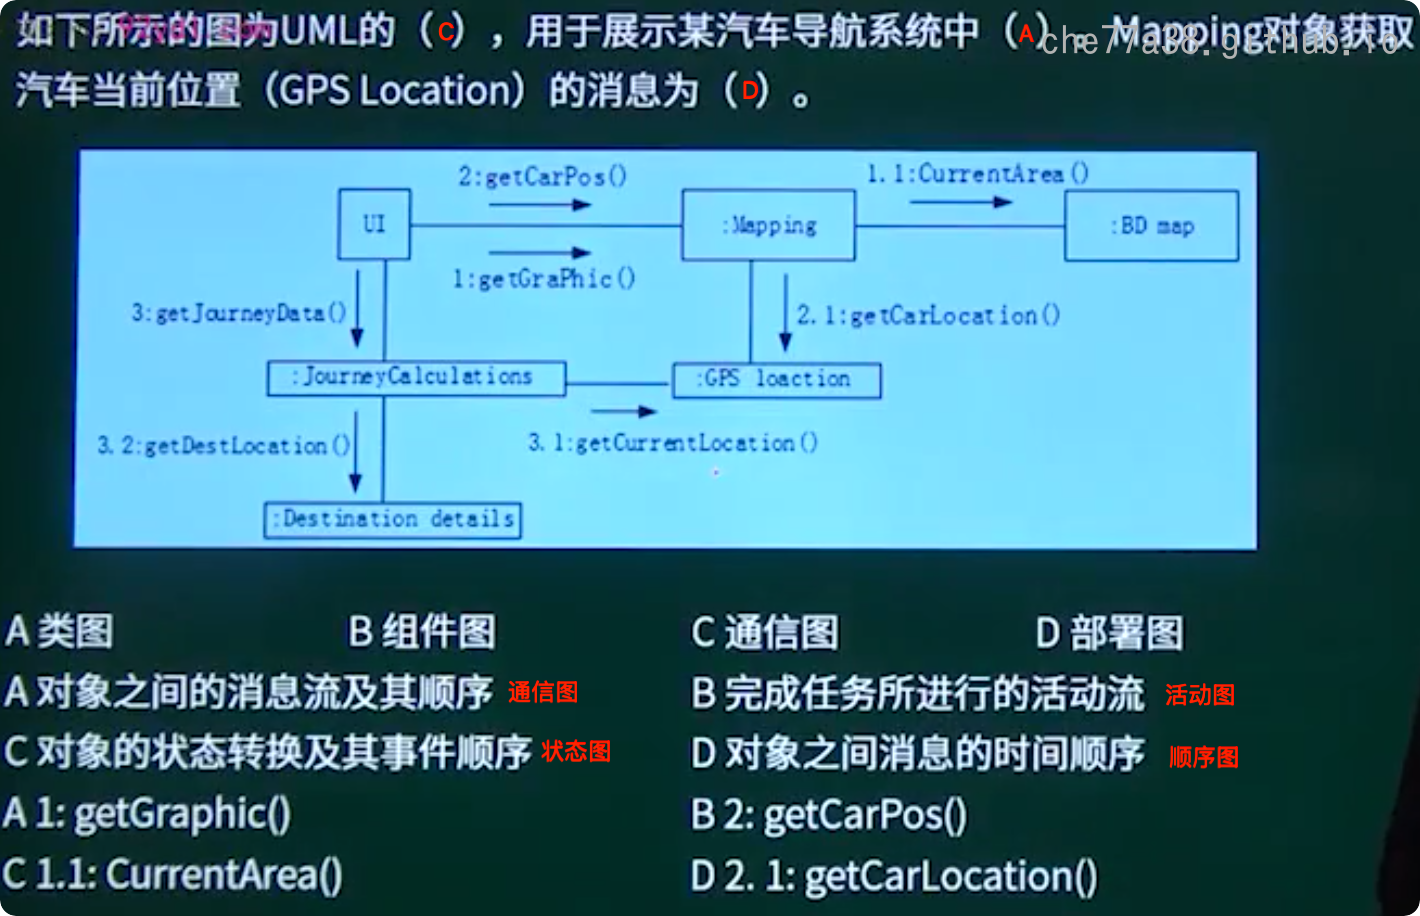 如下所示的图为UML的（C），用于展示某汽车导航系统中（A）。Mapping对象获取
che77a38.github.io
汽车当前位置（GPS Location）的消息为（D）。
2:getCarPos()
1.1:CurrentArea()
UI
:Mapping
:BD map
1:getGraPhic()
3:getJourneyData()
2.1:getCarLocation()
:JourneyCalculations
:GPS loaction
3.2:getDestLocation()
3.1:getCurrentLocation()
:Destination details
A 类图 B 组件图 C 通信图 D 部署图
A 对象之间的消息流及其顺序 通信图 B 完成任务所进行的活动流 活动图
C 对象的状态转换及其事件顺序 状态图 D 对象之间消息的时间顺序 顺序图
A 1: getGraphic() B 2: getCarPos()
C 1.1: CurrentArea() D 2. 1: getCarLocation()